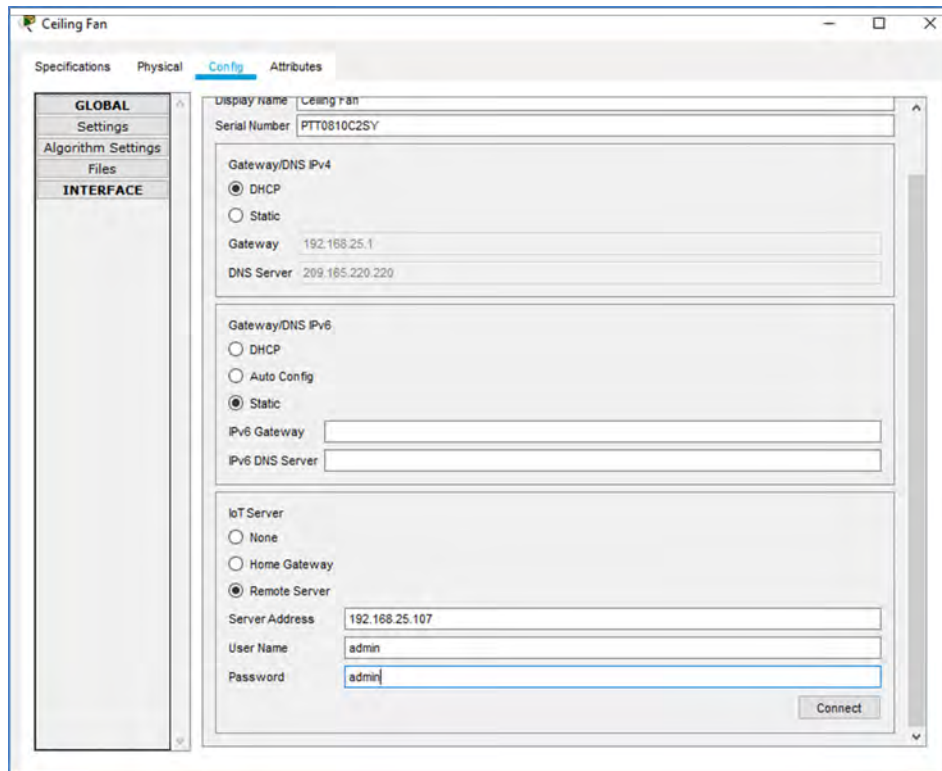 Ceiling Fan
Specifications Physical Config Attributes
GLOBAL
Settings
Algorithm Settings
Files
INTERFACE
Display Name Ceiling Fan
Serial Number PTT0810C2SY
Gateway/DNS IPv4
DHCP
Static
Gateway 192.168.25.1
DNS Server 209.165.220.220
Gateway/DNS IPv6
DHCP
Auto Config
Static
IPv6 Gateway
IPv6 DNS Server
IoT Server
None
Home Gateway
Remote Server
Server Address 192.168.25.107
User Name admin
Password admin
Connect